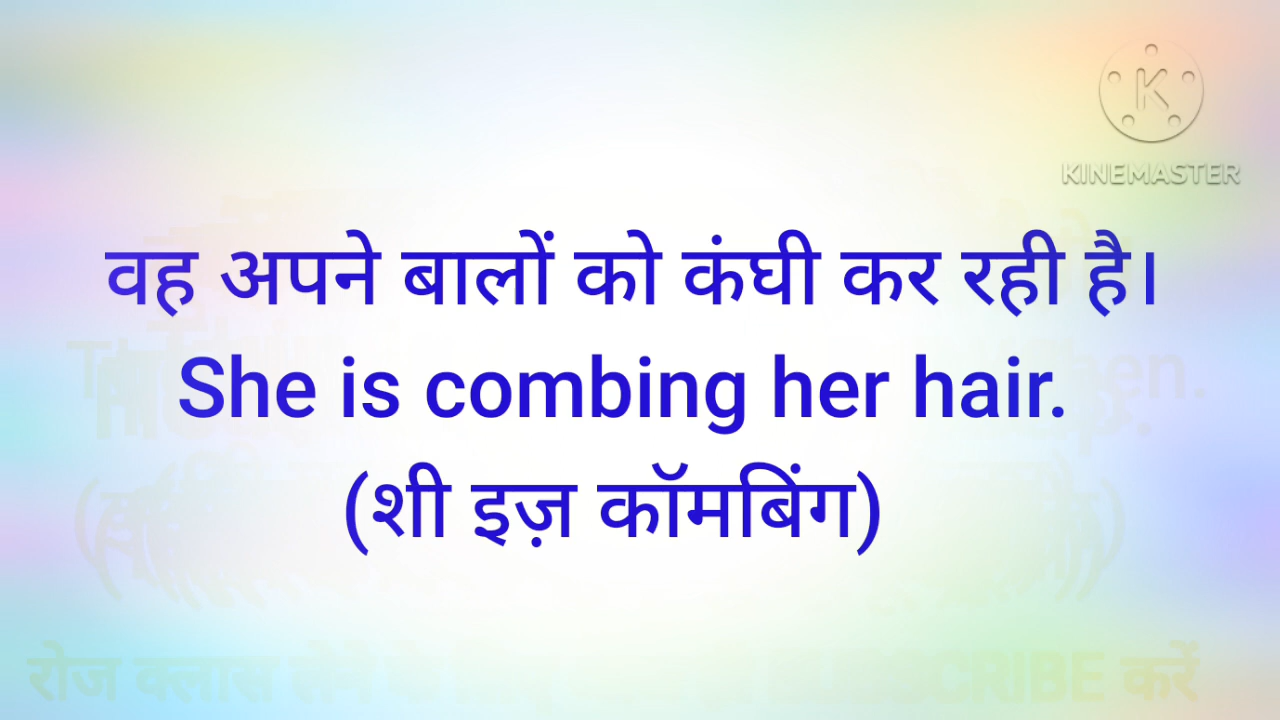 KINEMASTER
वह अपने बालों को कंघी कर रही है।
She is combing her hair.
(शी इज़ कॉमबिंग)
रोज क्लास लेने के SUBSCRIBE करें